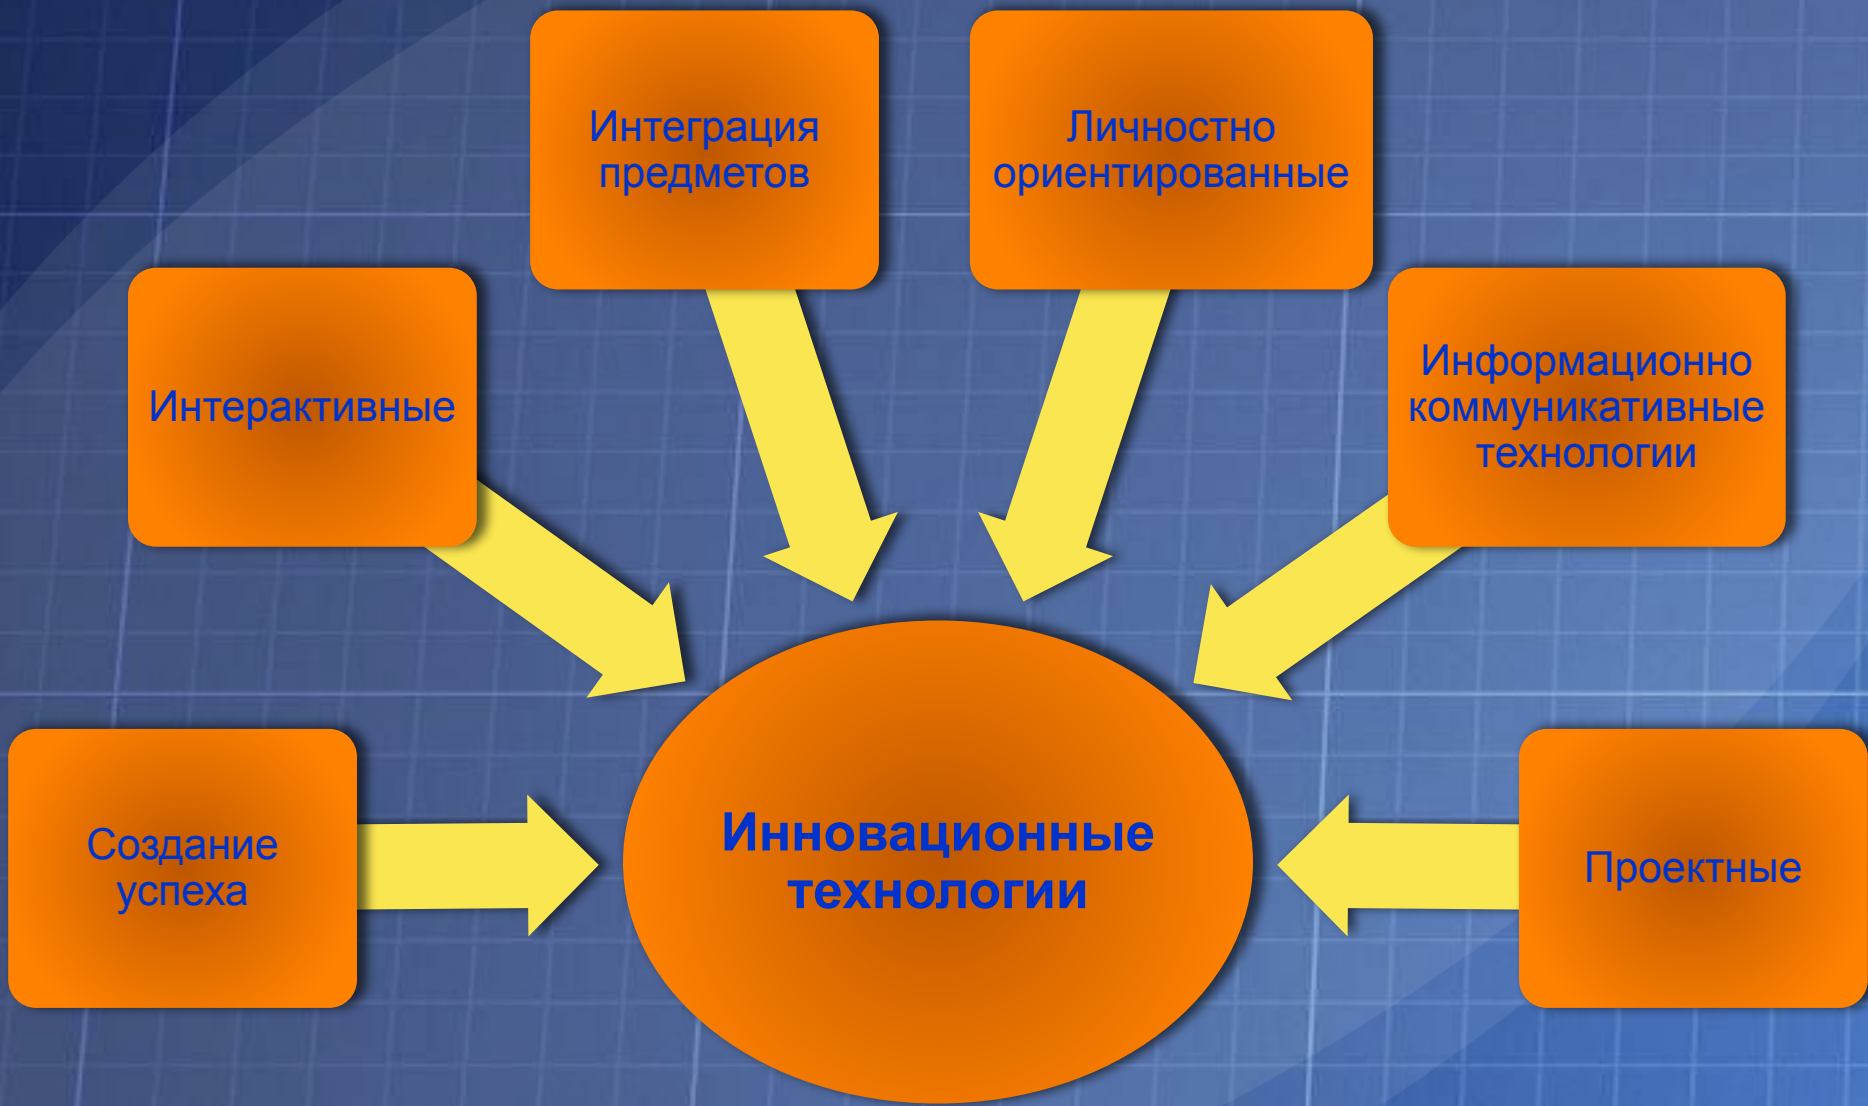 Интеграция
предметов
Личностно
ориентированные
Интерактивные
Информационно
коммуникативные
технологии
Создание
успеха
Инновационные
технологии
Проектные